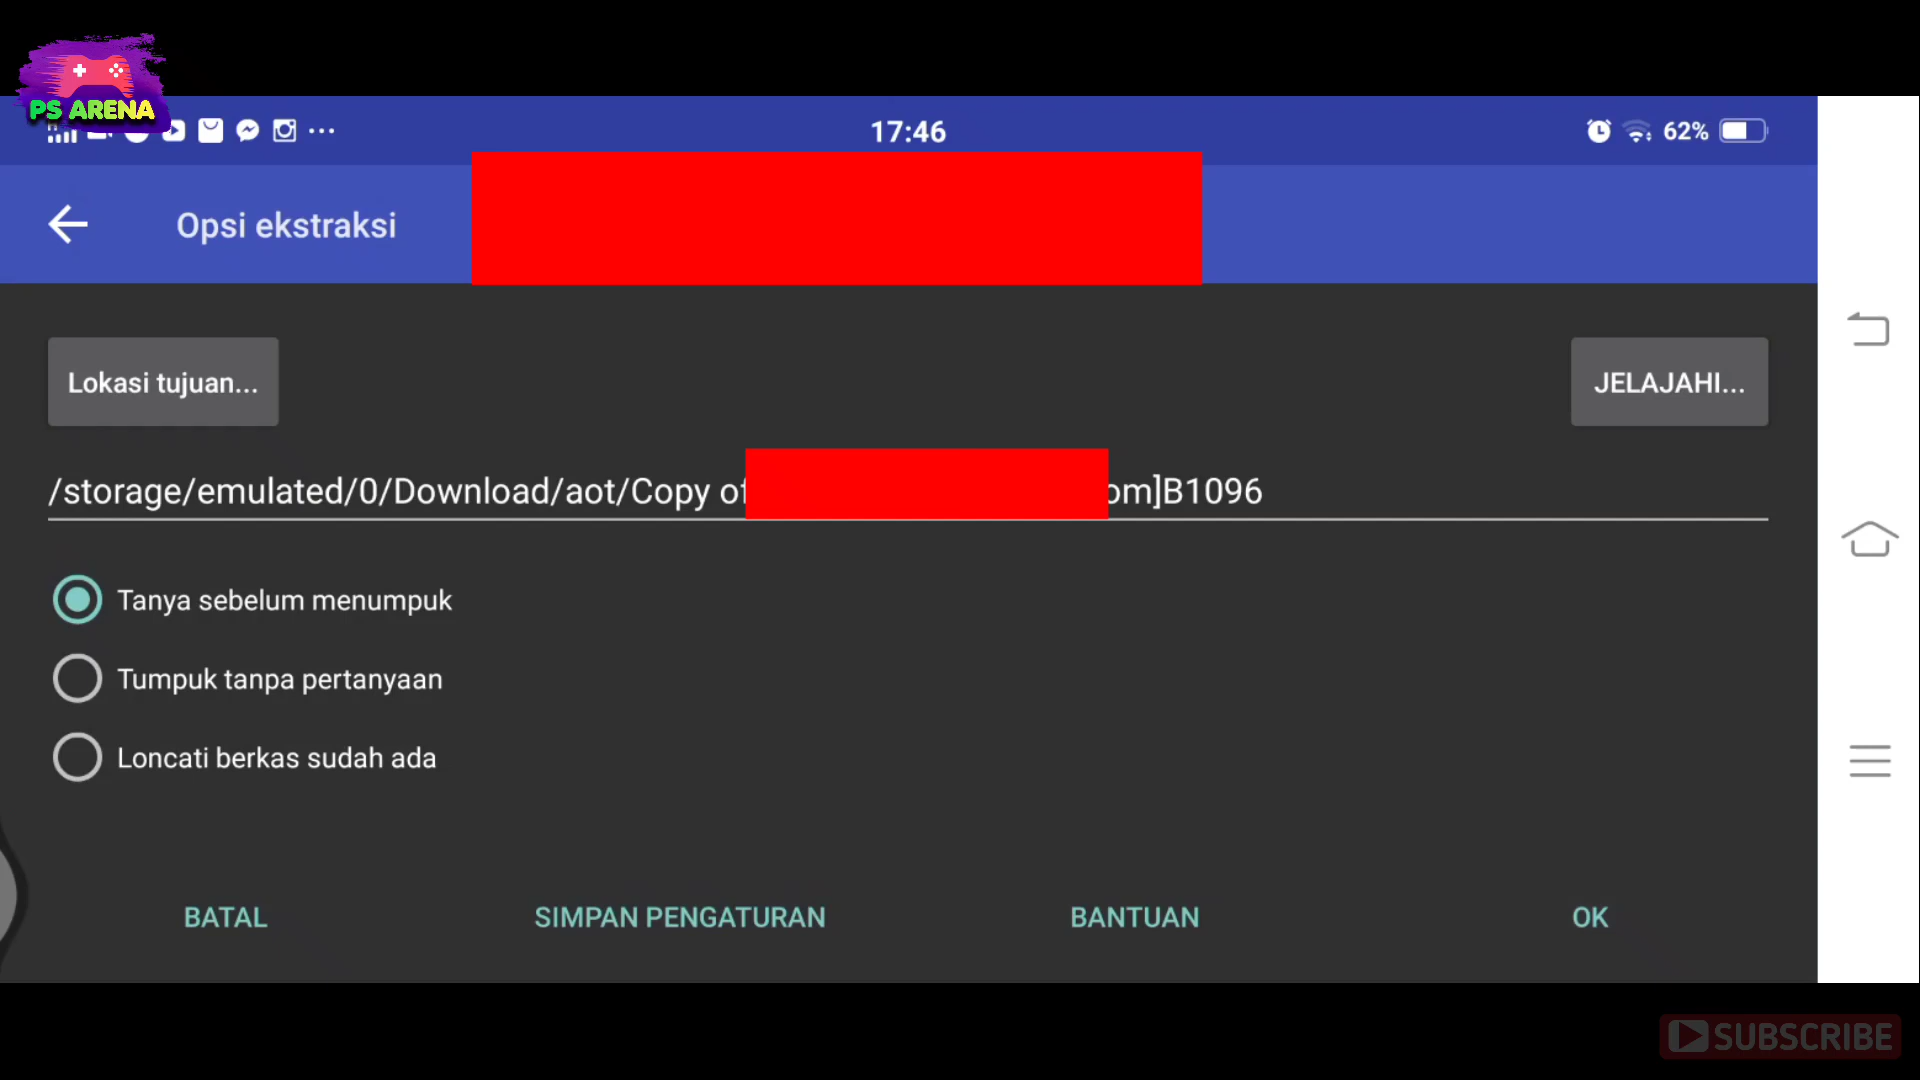 PS ARENA
17:46
62%
Opsi ekstraksi
Lokasi tujuan...
JELAJAHI...
/storage/emulated/0/Download/aot/Copy of om]B1096
Tanya sebelum menumpuk
Tumpuk tanpa pertanyaan
Loncati berkas sudah ada
BATAL
SIMPAN PENGATURAN
BANTUAN
OK
SUBSCRIBE